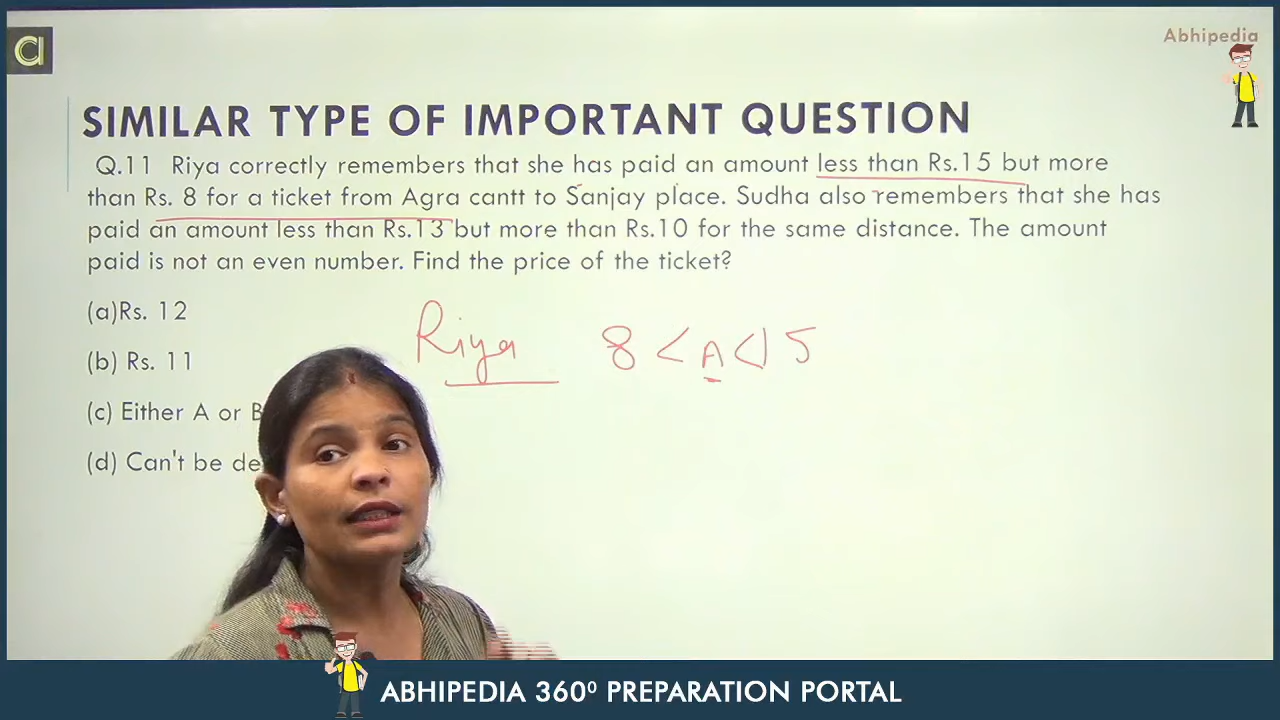 Abhipedia
a
SIMILAR TYPE OF IMPORTANT QUESTION
Q.11 Riya correctly remembers that she has paid an amount less than Rs.15 but more
than Rs. 8 for a ticket from Agra cantt to Sanjay place. Sudha also remembers that she has
paid an amount less than Rs.13 but more than Rs.10 for the same distance. The amount
paid is not an even number. Find the price of the ticket?
(a)Rs. 12
Riya 8 < A < 15
(b) Rs. 11
(c) Either A or B
(d) Can't be de
ABHIPEDIA 360⁰ PREPARATION PORTAL